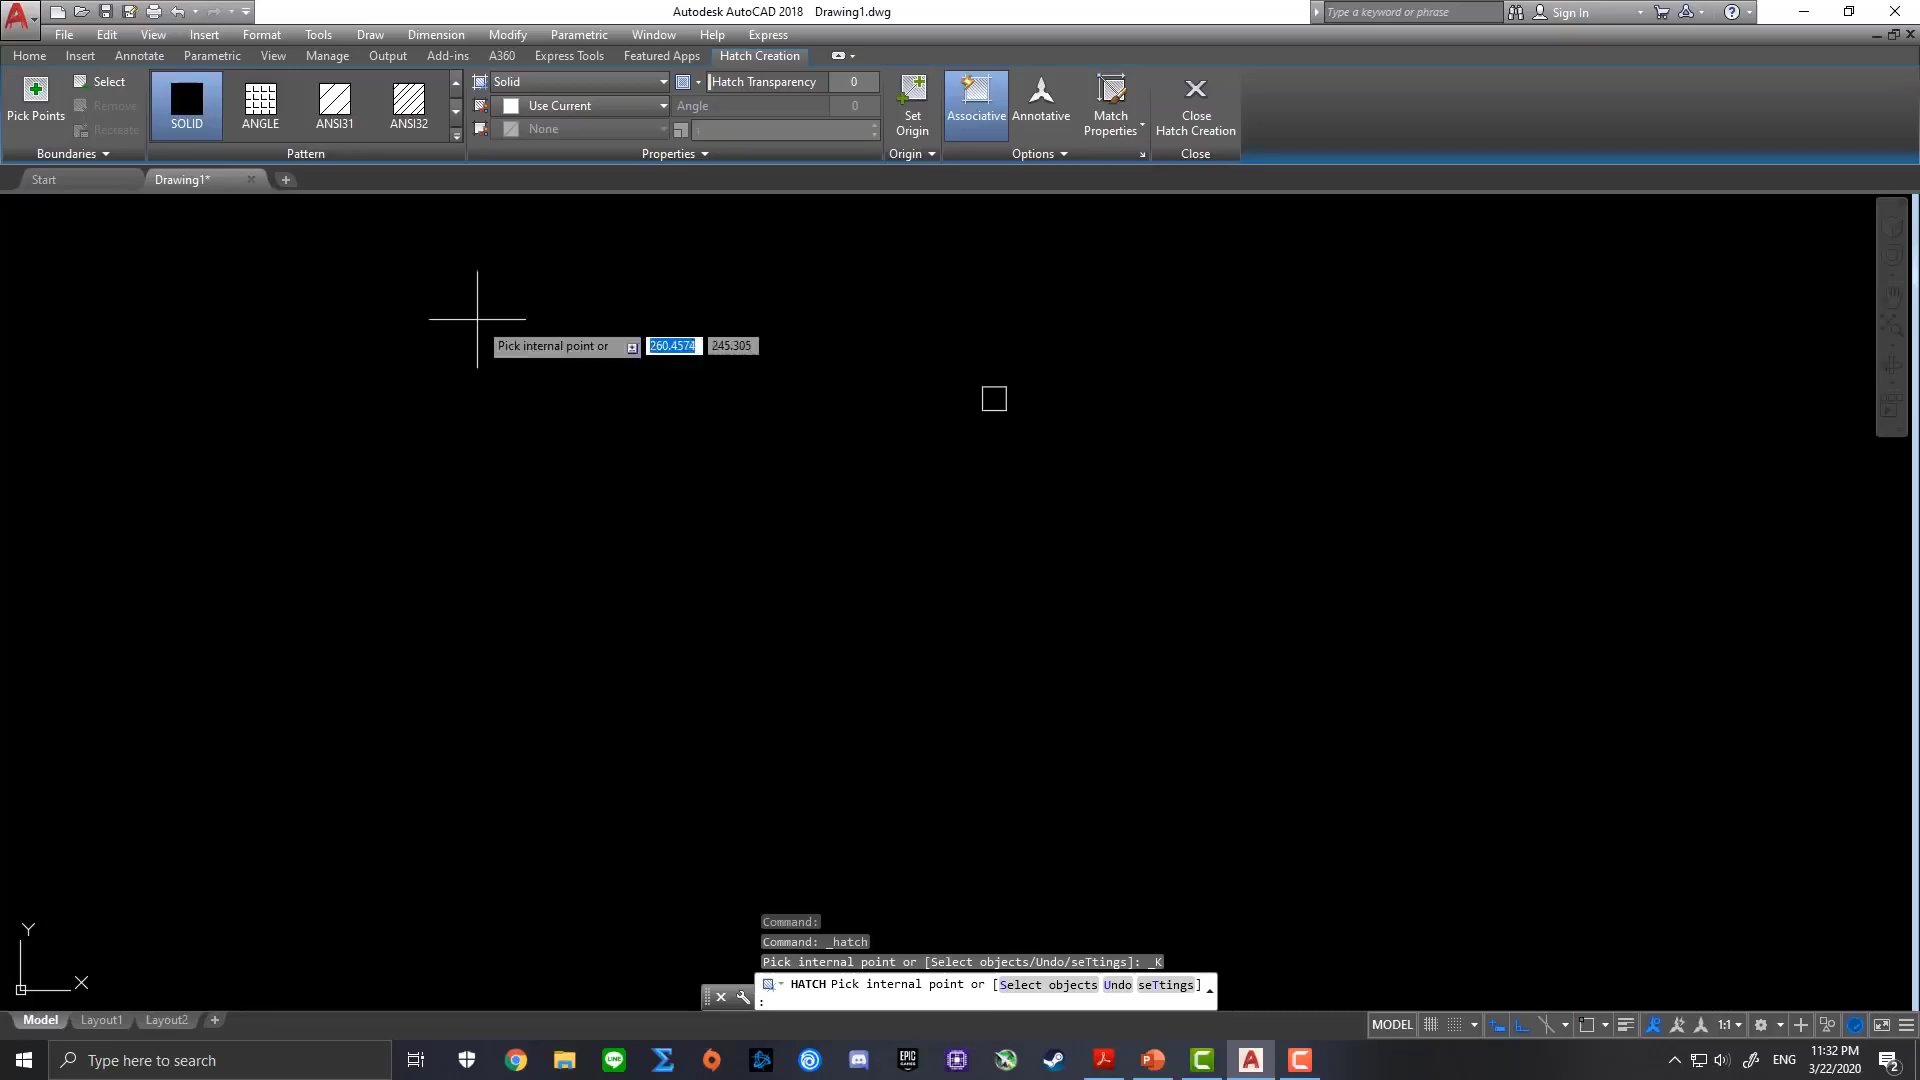 Autodesk AutoCAD 2018 Drawing1.dwg
Type a keyword or phrase
Sign In
File Edit View Insert Format Tools Draw Dimension Modify Parametric Window Help Express
Home Insert Annotate Parametric View Manage Output Add-ins A360 Express Tools Featured Apps Hatch Creation
Pick Points
Select
Remove
Recreate
Boundaries
SOLID
ANGLE
ANSI31
ANSI32
Pattern
Solid
Use Current
None
Hatch Transparency 0
Angle 0
1
Properties
Set
Origin
Origin
Associative
Annotative
Match
Properties
Options
Close
Hatch Creation
Close
Start
Drawing1*
Pick internal point or 260.4574 245.305
Y
X
Command:
Command: _hatch
Pick internal point or [Select objects/Undo/seTtings]: _K
HATCH Pick internal point or [Select objects Undo seTtings]
:
Model Layout1 Layout2
MODEL
1:1
Type here to search
EPIC
GAMES
ENG
11:32 PM
3/22/2020
2